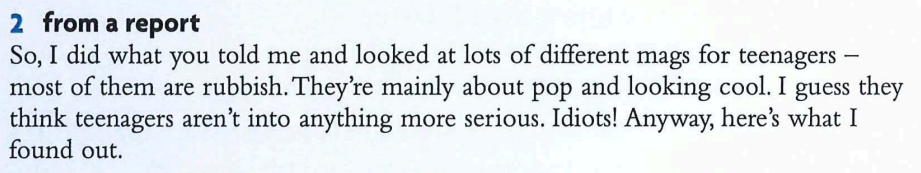 2 from a report
So, I did what you told me and looked at lots of different mags for teenagers –
most of them are rubbish. They're mainly about pop and looking cool. I guess they
think teenagers aren't into anything more serious. Idiots! Anyway, here's what I
found out.